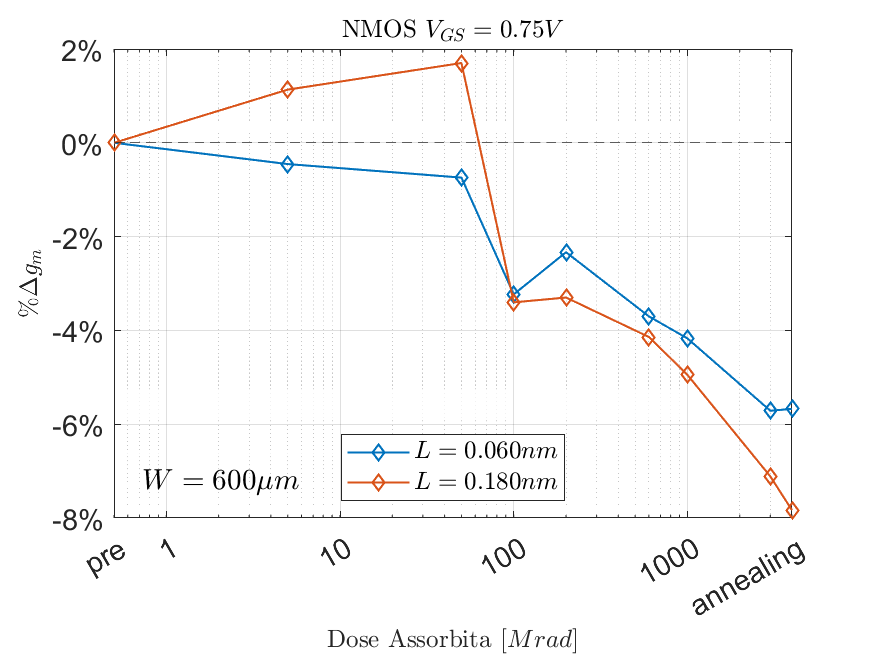 NMOS V_GS = 0.75V
2%
0%
-2%
-4%
-6%
-8%
%Δg_m
W = 600μm
L = 0.060nm
L = 0.180nm
pre 1 10 100 1000 annealing
Dose Assorbita [Mrad]